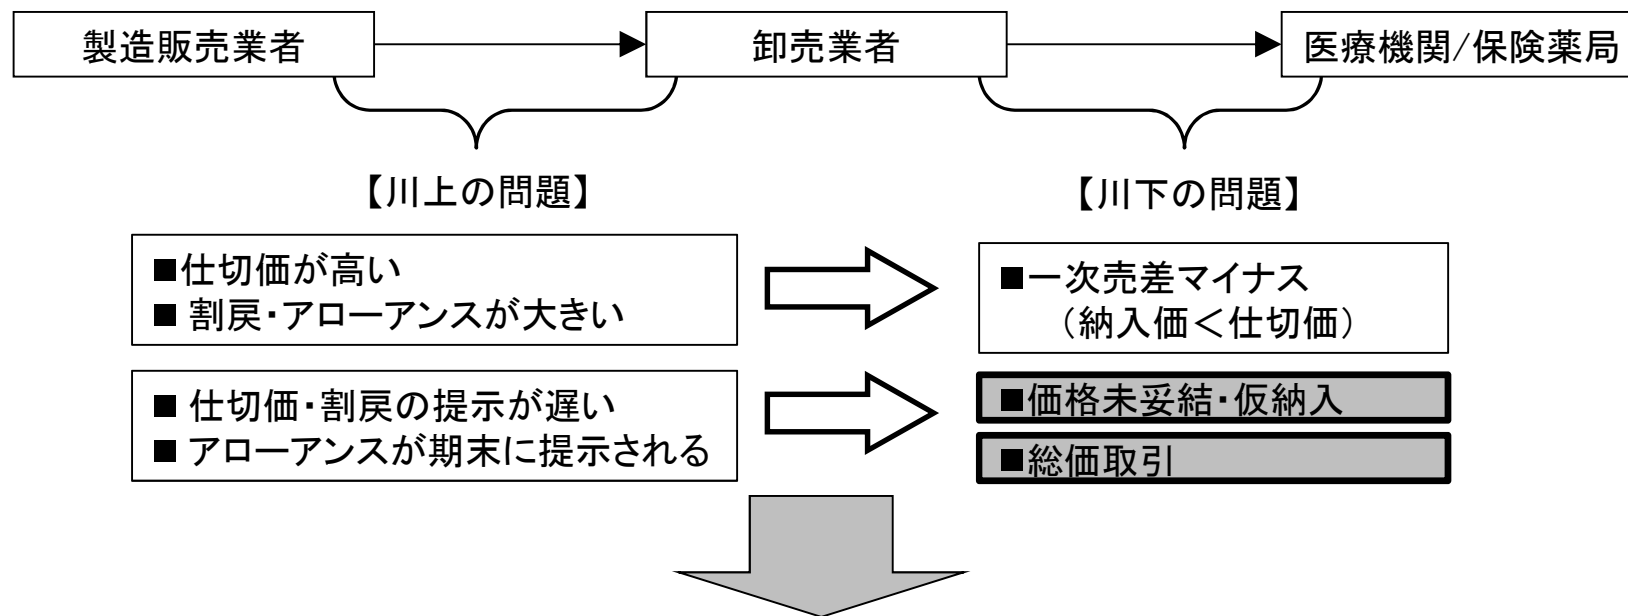 製造販売業者
卸売業者
医療機関/保険薬局
【川上の問題】
【川下の問題】
■仕切価が高い
■ 割戻・アローアンスが大きい
■一次売差マイナス
（納入価＜仕切価）
■ 仕切価・割戻の提示が遅い
■ アローアンスが期末に提示される
■価格未妥結・仮納入
■総価取引